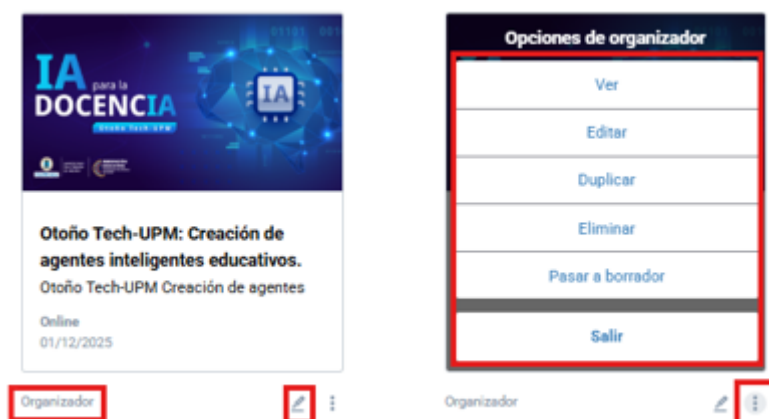 IA para la
DOCENCIA
Otoño Tech-UPM
IA
Otoño Tech-UPM: Creación de
agentes inteligentes educativos.
Otoño Tech-UPM Creación de agentes
Online
01/12/2025
Organizador
Opciones de organizador
Ver
Editar
Duplicar
Eliminar
Pasar a borrador
Salir
Organizador